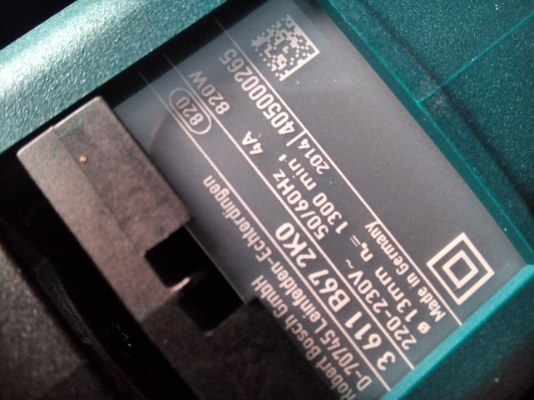 Robert Bosch GmbH
D-70745 Leinfelden-Echterdingen
3 611 B67 2K0
220-230V~ 50/60Hz 4A 820W
ø 13mm n₀= 1300 min⁻¹ 820
2014 | 405000265
Made in Germany